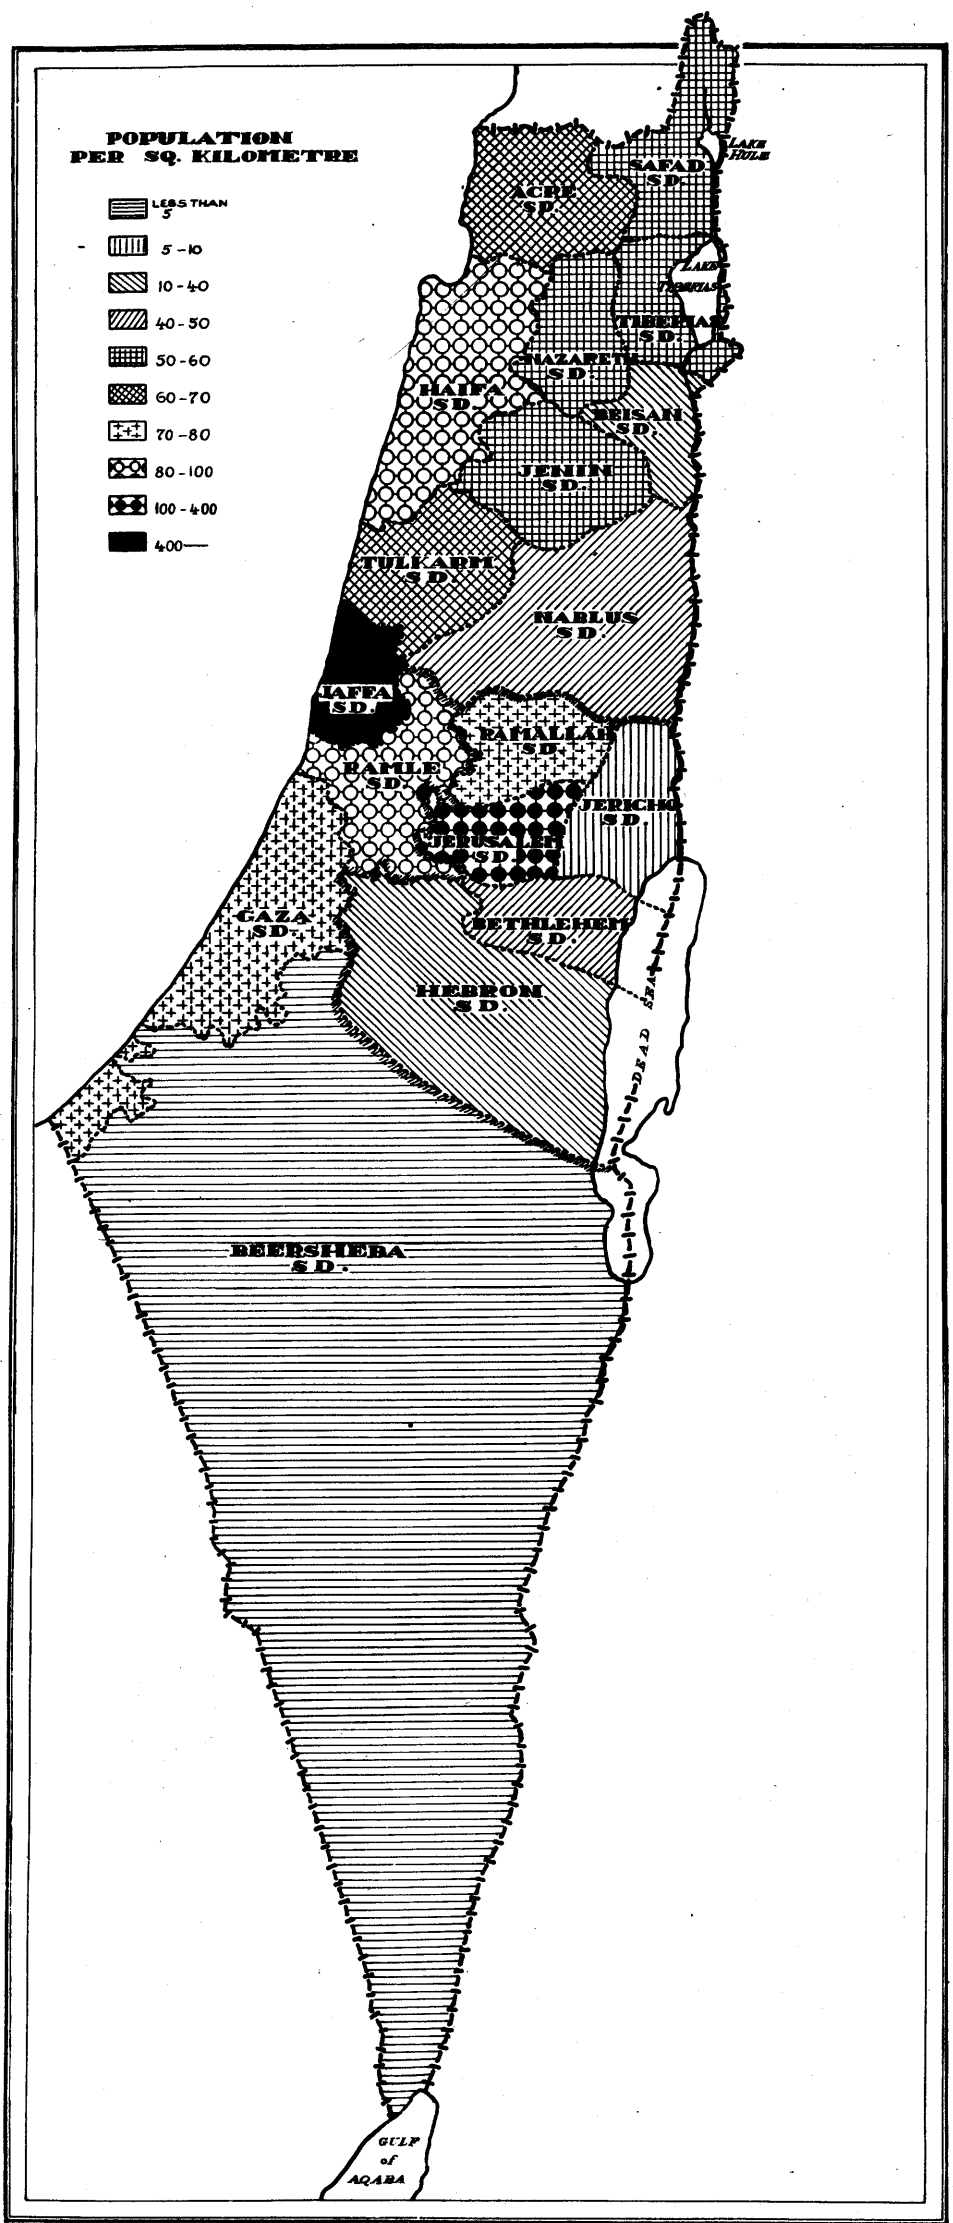 POPULATION
PER SQ. KILOMETRE
LESS THAN
5
5-10
10-40
40-50
50-60
60-70
70-80
80-100
100-400
400—
LAKE
HULE
SAFAD
S.D.
ACRE
S.D.
LAKE
TIBERIAS
TIBERIAS
S.D.
NAZARETH
S.D.
HAIFA
S.D.
BEISAN
S.D.
JENIN
S.D.
TULKARM
S.D.
NABLUS
S.D.
JAFFA
S.D.
RAMALLAH
S.D.
RAMLE
S.D.
JERICHO
S.D.
JERUSALEM
S.D.
GAZA
S.D.
BETHLEHEM
S.D.
HEBRON
S.D.
DEAD SEA
BEERSHEBA
S.D.
GULF
of
AQABA